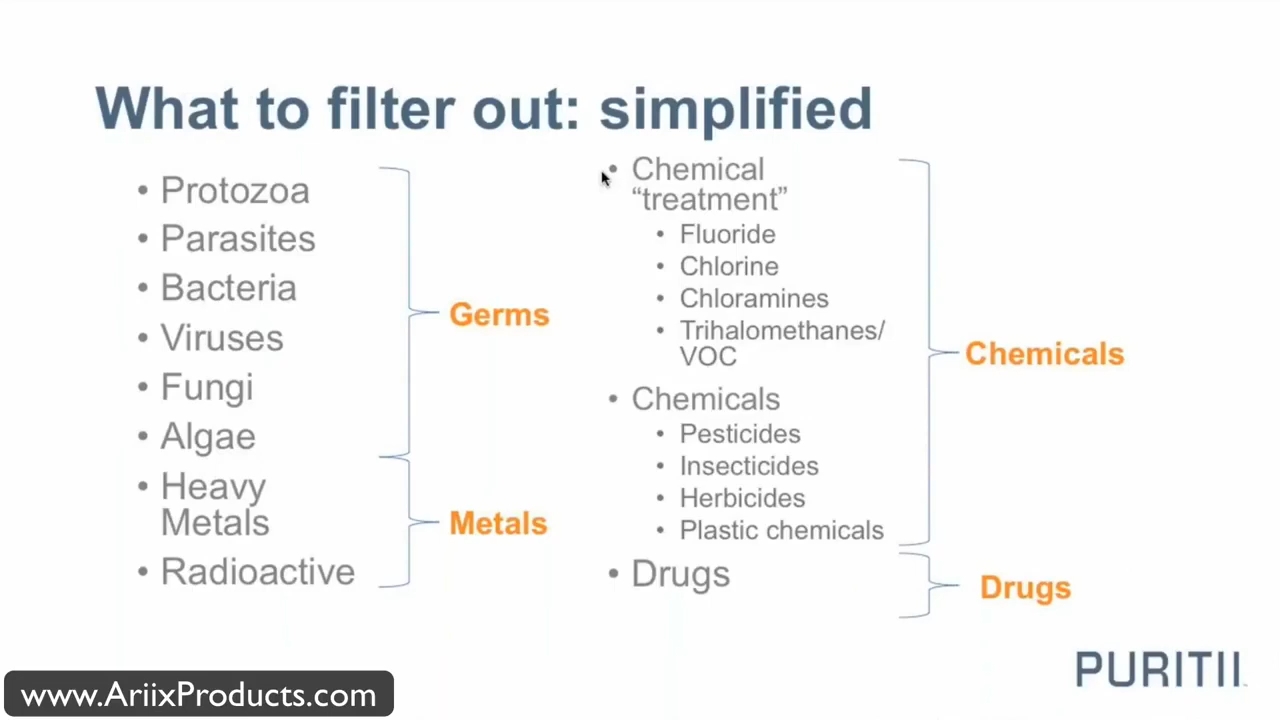 What to filter out: simplified
• Protozoa
• Parasites
• Bacteria
• Viruses
• Fungi
• Algae
Germs
• Heavy
Metals
• Radioactive
Metals
• Chemical
“treatment”
• Fluoride
• Chlorine
• Chloramines
• Trihalomethanes/
VOC
• Chemicals
• Pesticides
• Insecticides
• Herbicides
• Plastic chemicals
Chemicals
• Drugs
Drugs
PURITII
www.AriixProducts.com